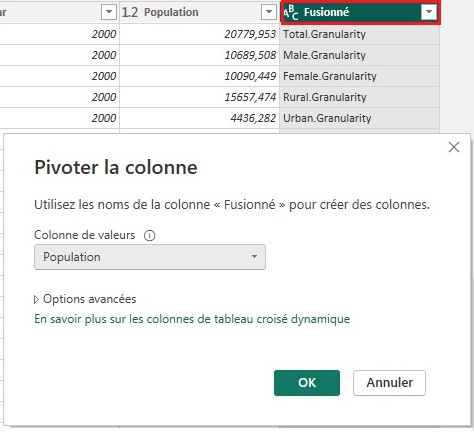 ar 1.2 Population ABC Fusionné
2000 20779,953 Total.Granularity
2000 10689,508 Male.Granularity
2000 10090,449 Female.Granularity
2000 15657,474 Rural.Granularity
2000 4436,282 Urban.Granularity
Pivoter la colonne
Utilisez les noms de la colonne « Fusionné » pour créer des colonnes.
Colonne de valeurs
Population
Options avancées
En savoir plus sur les colonnes de tableau croisé dynamique
OK Annuler